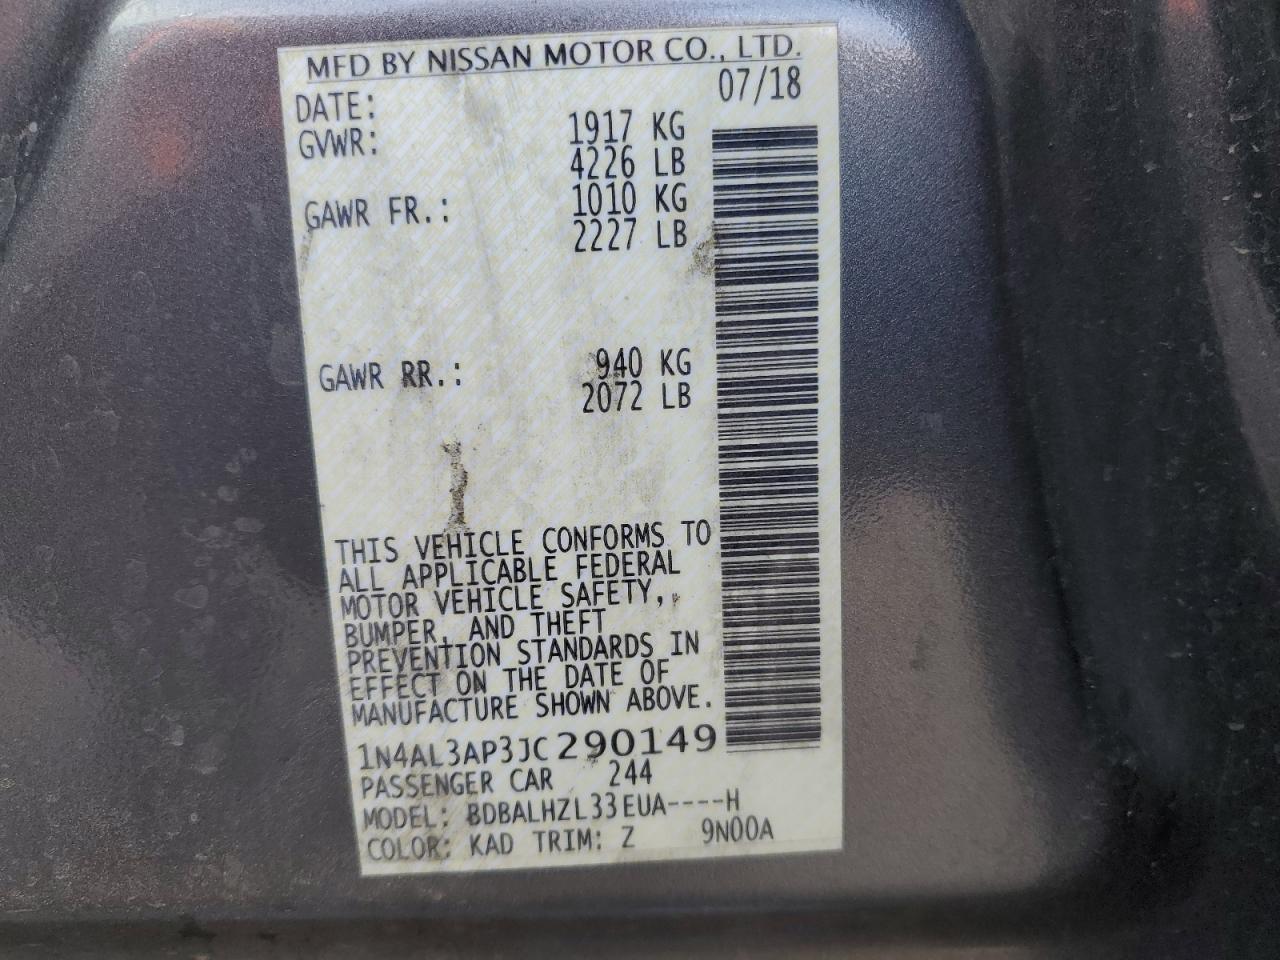 MFD BY NISSAN MOTOR CO., LTD.
DATE: 07/18
GVWR: 1917 KG
4226 LB
GAWR FR.: 1010 KG
2227 LB
GAWR RR.: 940 KG
2072 LB
THIS VEHICLE CONFORMS TO
ALL APPLICABLE FEDERAL
MOTOR VEHICLE SAFETY,
BUMPER, AND THEFT
PREVENTION STANDARDS IN
EFFECT ON THE DATE OF
MANUFACTURE SHOWN ABOVE.
1N4AL3AP3JC290149
PASSENGER CAR 244
MODEL: BDBALHZL33EUA----H
COLOR: KAD TRIM: Z 9N00A